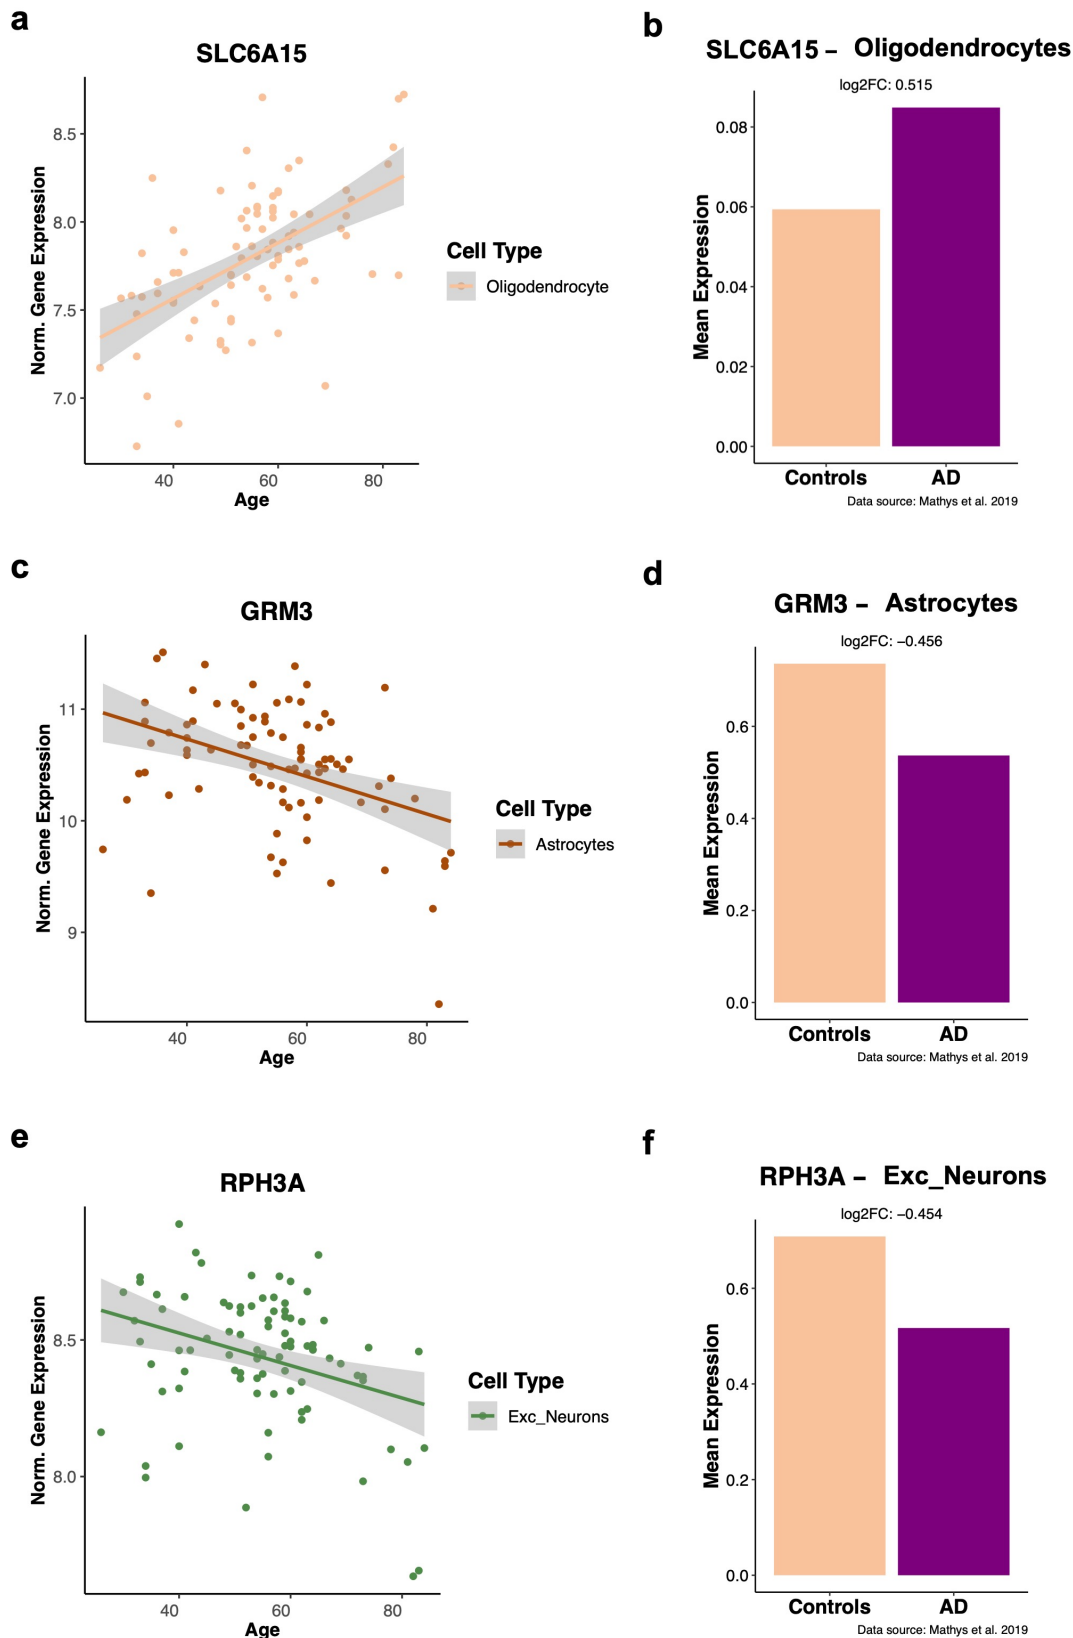 a
SLC6A15
Norm. Gene Expression
8.5
8.0
7.5
7.0
40 60 80
Age
Cell Type
Oligodendrocyte
b
SLC6A15 – Oligodendrocytes
log2FC: 0.515
Mean Expression
0.08
0.06
0.04
0.02
0.00
Controls AD
Data source: Mathys et al. 2019
c
GRM3
Norm. Gene Expression
11
10
9
40 60 80
Age
Cell Type
Astrocytes
d
GRM3 – Astrocytes
log2FC: −0.456
Mean Expression
0.6
0.4
0.2
0.0
Controls AD
Data source: Mathys et al. 2019
e
RPH3A
Norm. Gene Expression
8.5
8.0
40 60 80
Age
Cell Type
Exc_Neurons
f
RPH3A – Exc_Neurons
log2FC: −0.454
Mean Expression
0.6
0.4
0.2
0.0
Controls AD
Data source: Mathys et al. 2019